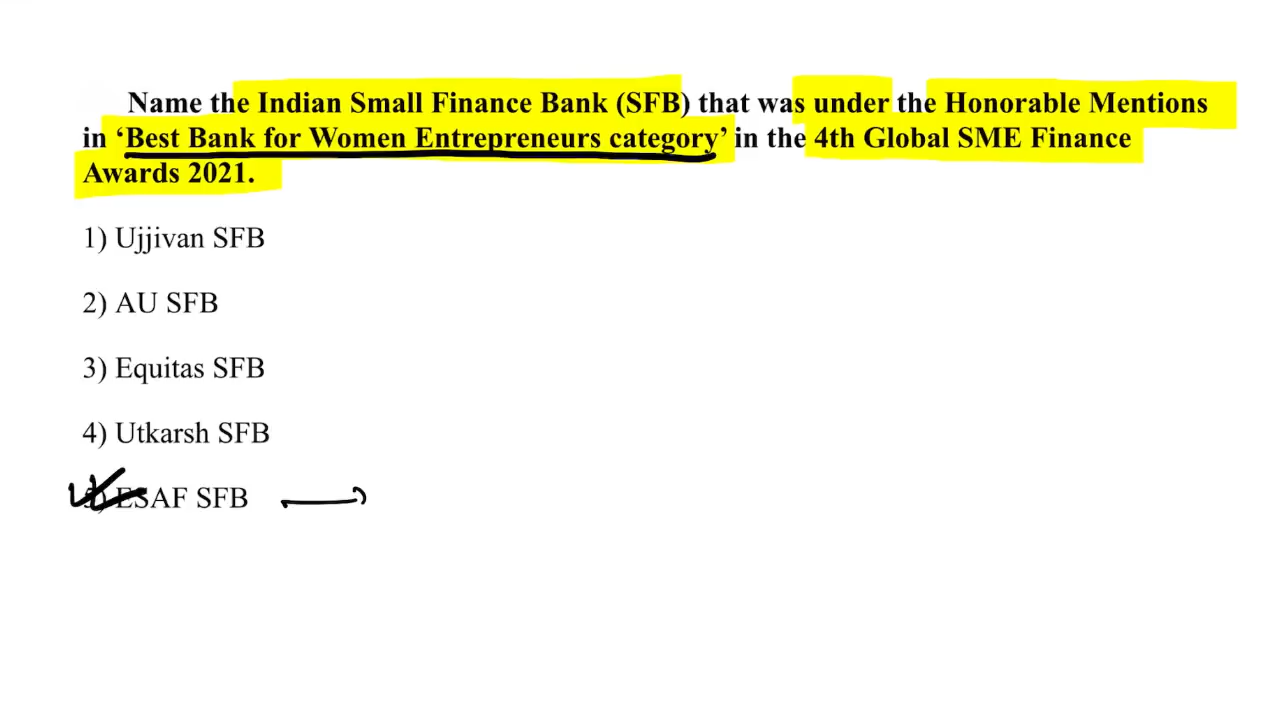 Name the Indian Small Finance Bank (SFB) that was under the Honorable Mentions
in ‘Best Bank for Women Entrepreneurs category’ in the 4th Global SME Finance
Awards 2021.
1) Ujjivan SFB
2) AU SFB
3) Equitas SFB
4) Utkarsh SFB
5) ESAF SFB